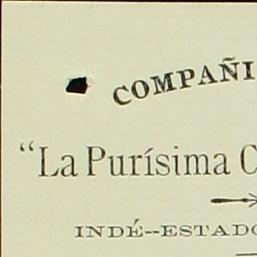 COMPAÑI
“La Purísima C
INDÉ--ESTADO